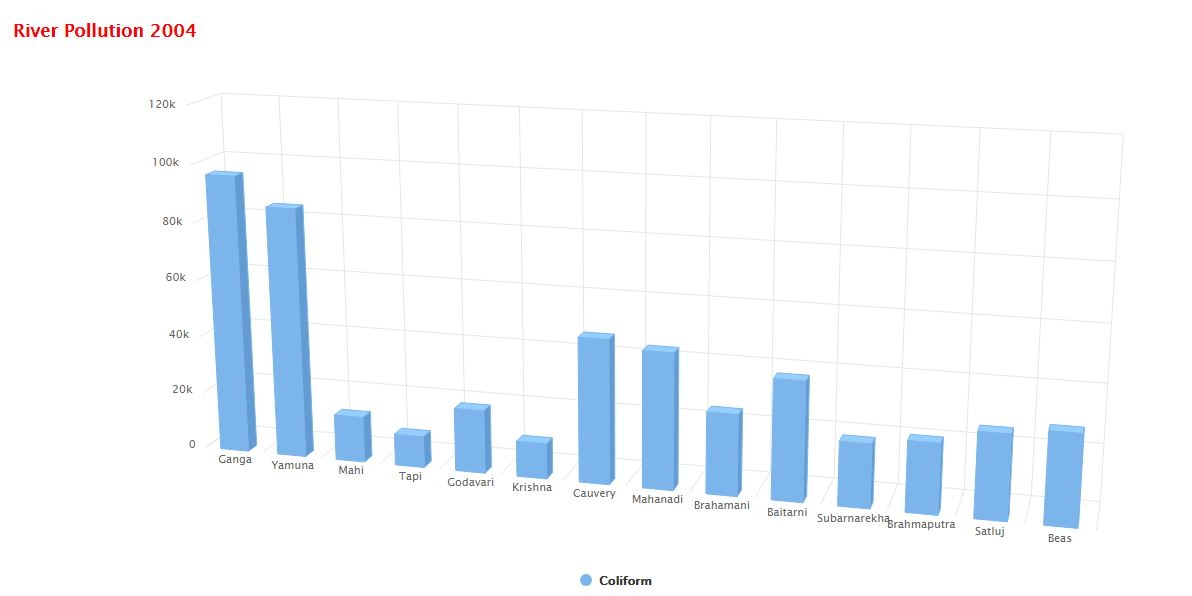 River Pollution 2004
120k
100k
80k
60k
40k
20k
0
Ganga
Yamuna
Mahi
Tapi
Godavari
Krishna
Cauvery
Mahanadi
Brahamani
Baitarni
Subarnarekha
Brahmaputra
Satluj
Beas
Coliform